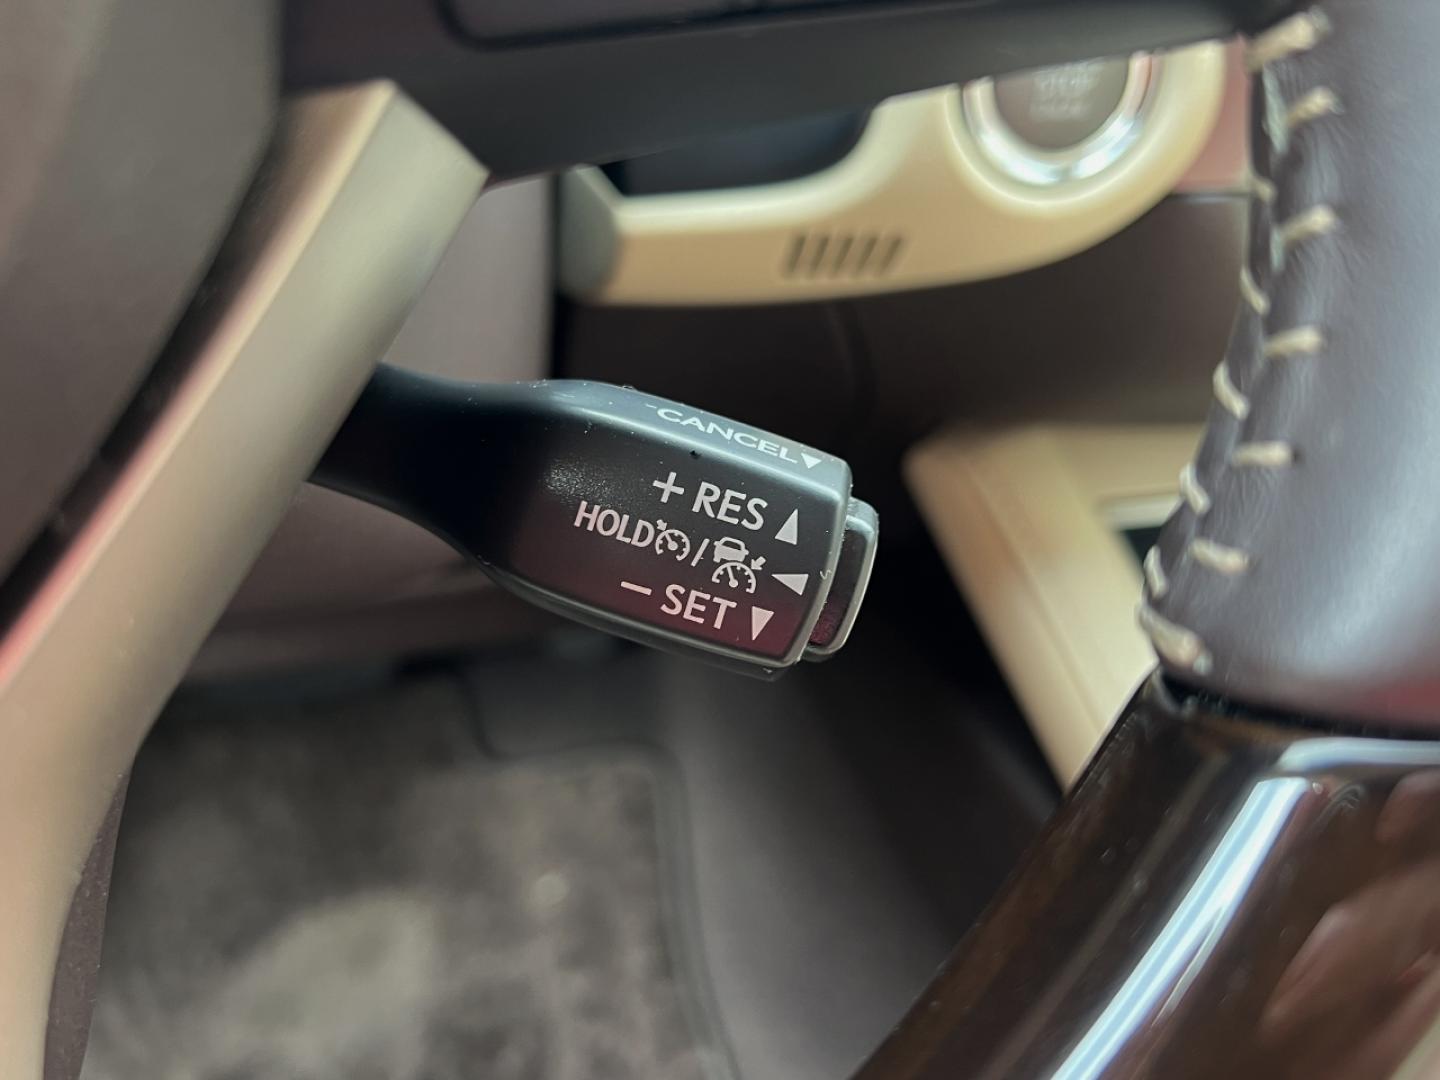 CANCEL▼
+ RES ▲
HOLD / ◀
− SET ▼